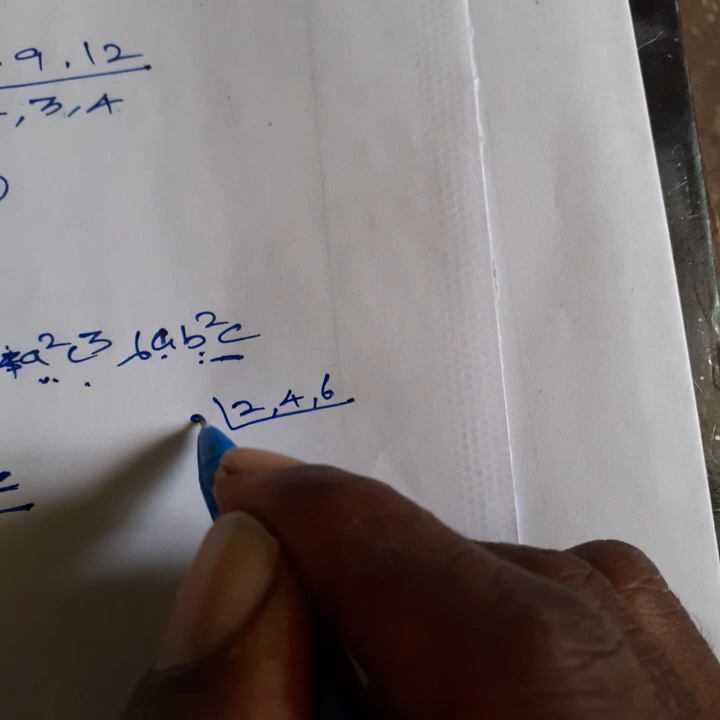 9, 12
, 3, 4
a²c³ 6ab²c
2, 4, 6